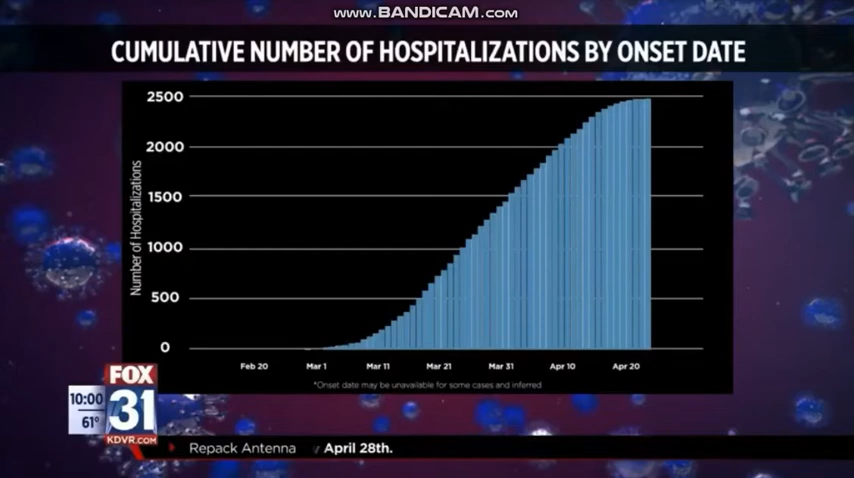 www.BANDICAM.com
CUMULATIVE NUMBER OF HOSPITALIZATIONS BY ONSET DATE
Number of Hospitalizations
2500
2000
1500
1000
500
0
Feb 20 Mar 1 Mar 11 Mar 21 Mar 31 Apr 10 Apr 20
*Onset date may be unavailable for some cases and inferred
FOX
31
KDVR.COM
10:00
61°
Repack Antenna April 28th.